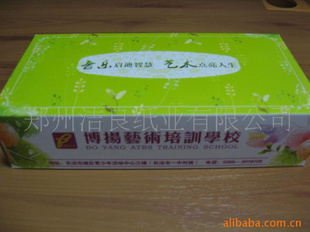 音乐启迪智慧 艺术点亮人生
郑州洁良纸业有限公司
博揚藝術培訓學校
BO YANG ATRS TRAINING SCHOOL
alibaba.com.cn